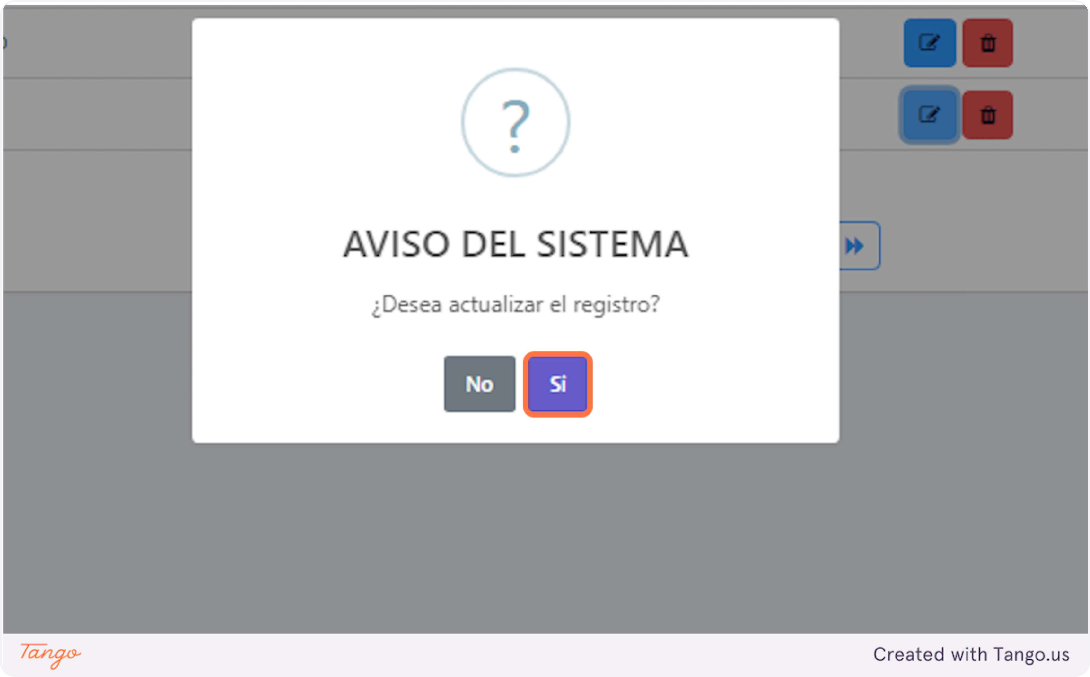 ?
AVISO DEL SISTEMA
¿Desea actualizar el registro?
No Si
Tango Created with Tango.us